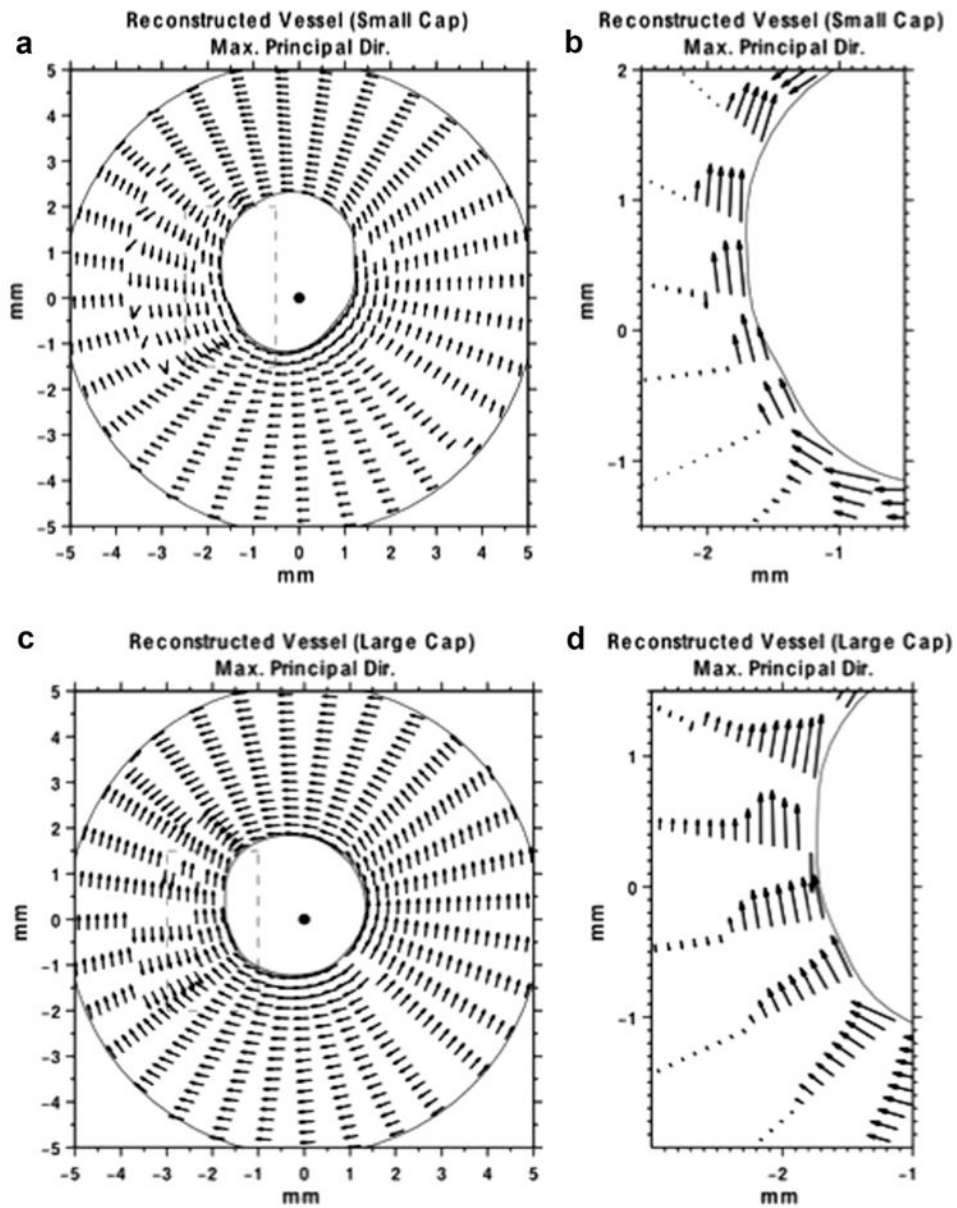 a
Reconstructed Vessel (Small Cap)
Max. Principal Dir.
5
4
3
2
1
0
-1
-2
-3
-4
-5
mm
-5 -4 -3 -2 -1 0 1 2 3 4 5
mm
b
Reconstructed Vessel (Small Cap)
Max. Principal Dir.
2
1
0
-1
mm
-2 -1
mm
c
Reconstructed Vessel (Large Cap)
Max. Principal Dir.
5
4
3
2
1
0
-1
-2
-3
-4
-5
mm
-5 -4 -3 -2 -1 0 1 2 3 4 5
mm
d
Reconstructed Vessel (Large Cap)
Max. Principal Dir.
1
0
-1
mm
-2 -1
mm